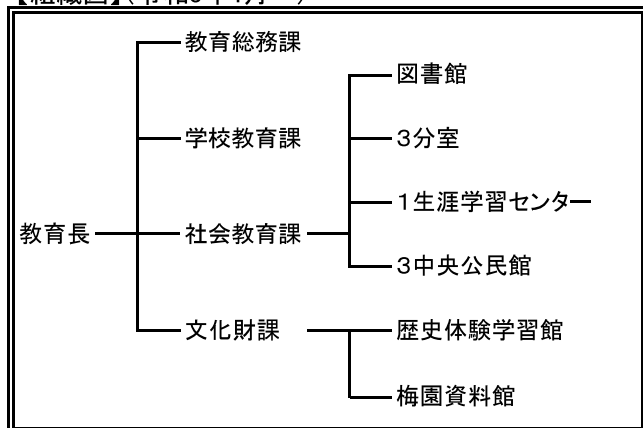 教育総務課
図書館
学校教育課
3分室
1生涯学習センター
教育長
社会教育課
3中央公民館
文化財課
歴史体験学習館
梅園資料館